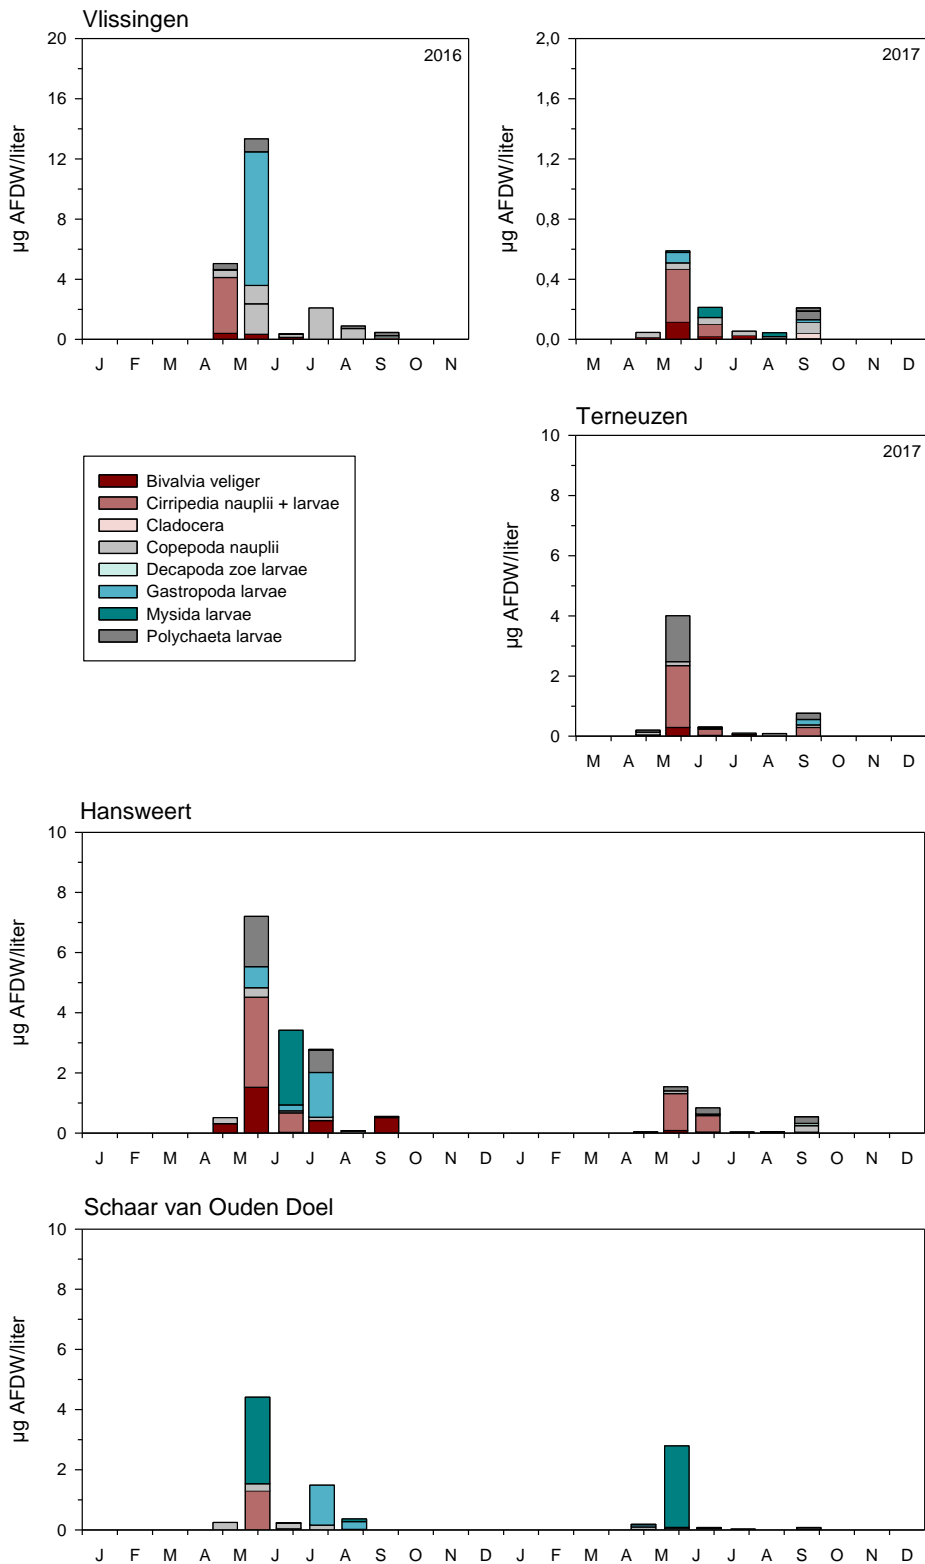 Vlissingen
2016
20
16
12
8
4
0
µg AFDW/liter
J F M A M J J A S O N
2017
2,0
1,6
1,2
0,8
0,4
0,0
µg AFDW/liter
M A M J J A S O N D
Bivalvia veliger
Cirripedia nauplii + larvae
Cladocera
Copepoda nauplii
Decapoda zoe larvae
Gastropoda larvae
Mysida larvae
Polychaeta larvae
Terneuzen
2017
10
8
6
4
2
0
µg AFDW/liter
M A M J J A S O N D
Hansweert
10
8
6
4
2
0
µg AFDW/liter
J F M A M J J A S O N D J F M A M J J A S O N D
Schaar van Ouden Doel
10
8
6
4
2
0
µg AFDW/liter
J F M A M J J A S O N D J F M A M J J A S O N D